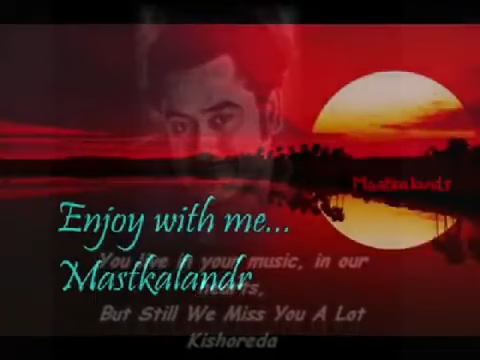 Mastkalandr
Enjoy with me...
Mastkalandr
You live in your music, in our
hearts,
But Still We Miss You A Lot
Kishoreda